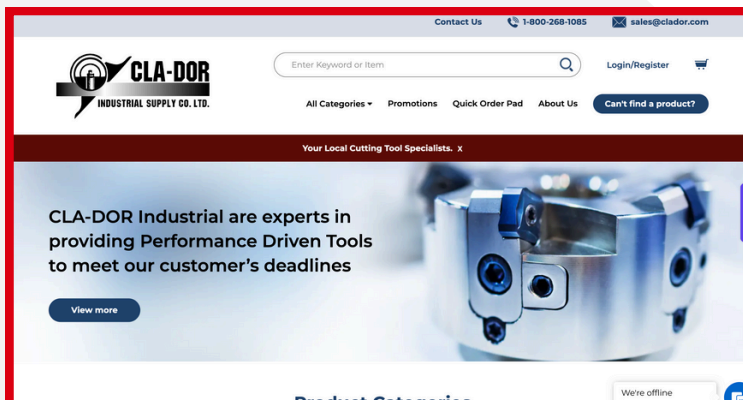 Contact Us 1-800-268-1085 sales@clador.com
CLA-DOR
INDUSTRIAL SUPPLY CO. LTD.
Enter Keyword or Item
Login/Register
All Categories Promotions Quick Order Pad About Us Can't find a product?
Your Local Cutting Tool Specialists. x
CLA-DOR Industrial are experts in
providing Performance Driven Tools
to meet our customer's deadlines
View more
Product Categories
We're offline